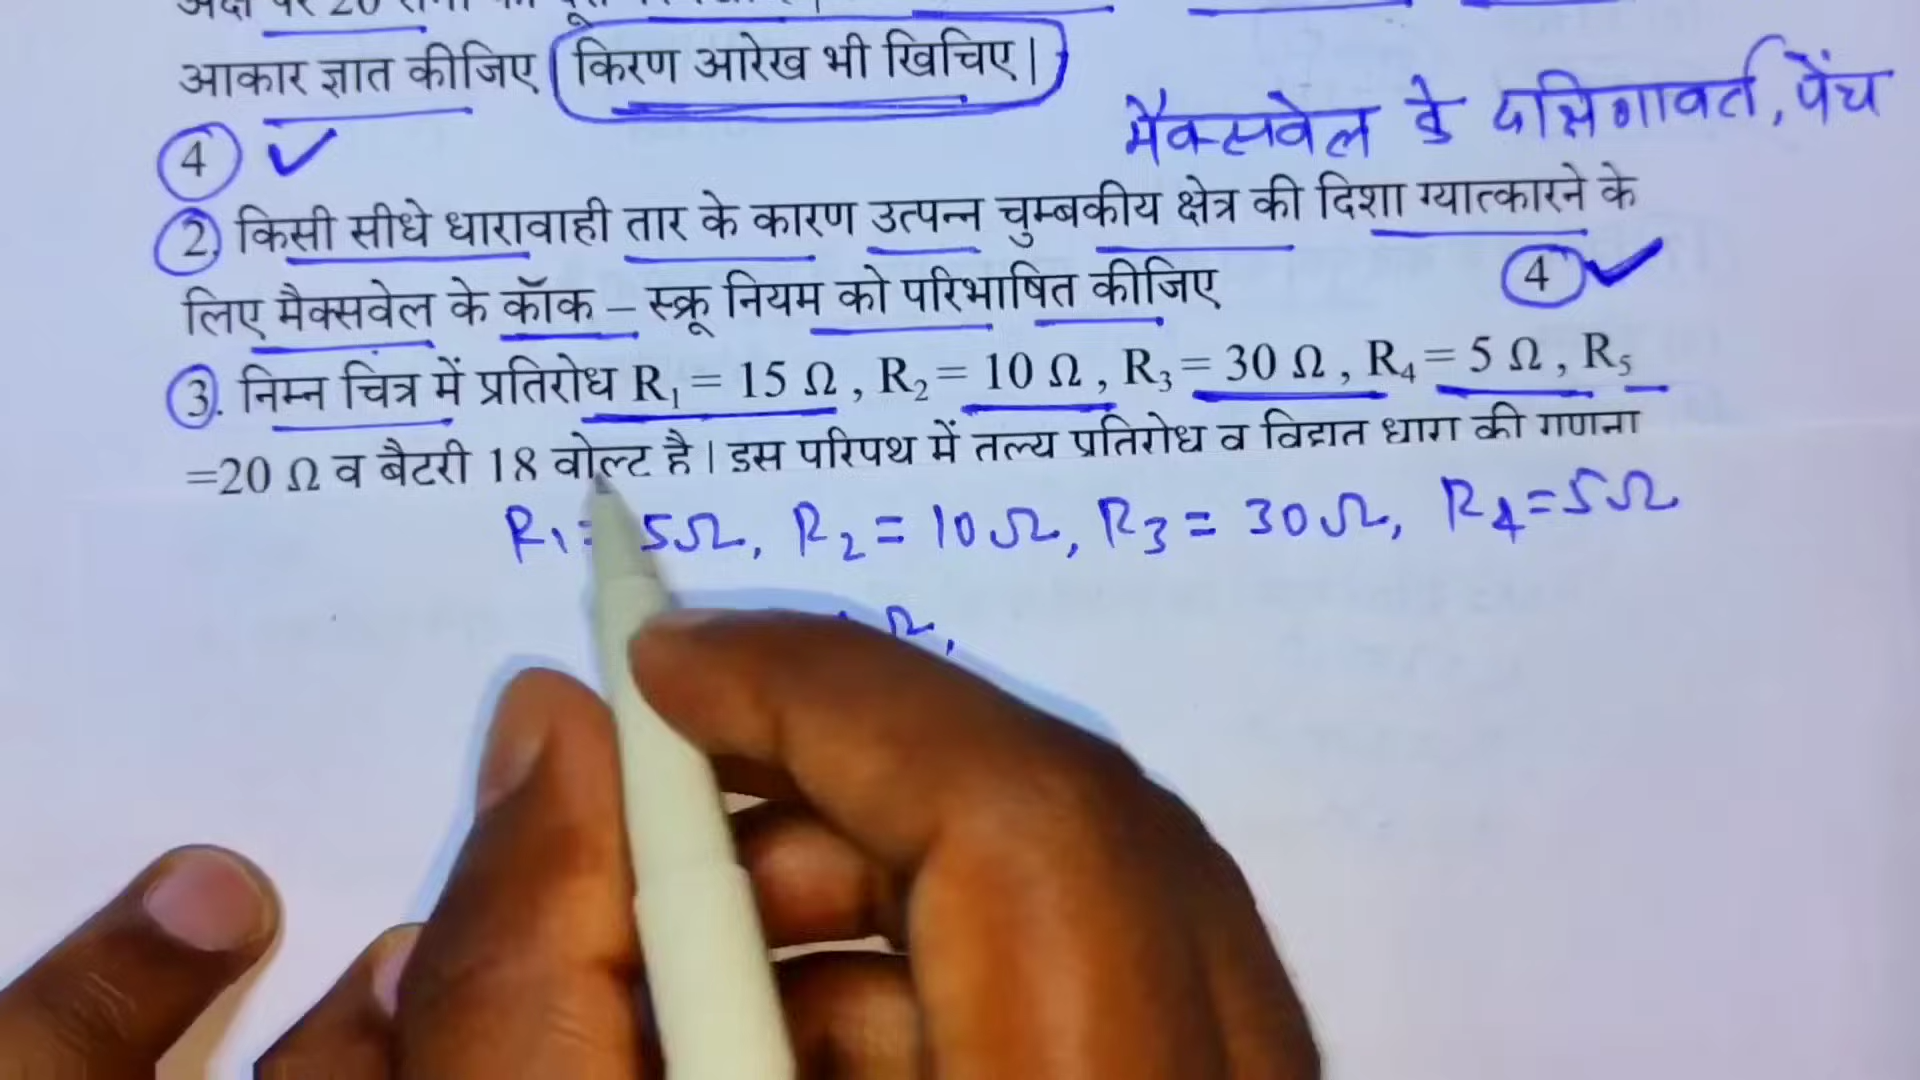 आकार ज्ञात कीजिए किरण आरेख भी खिचिए।
4
मैक्सवेल के दक्षिणावर्त, पेंच
2. किसी सीधे धारावाही तार के कारण उत्पन्न चुम्बकीय क्षेत्र की दिशा ग्यात्कारने के
लिए मैक्सवेल के कॉक – स्क्रू नियम को परिभाषित कीजिए 4
3. निम्न चित्र में प्रतिरोध R₁ = 15 Ω , R₂ = 10 Ω , R₃ = 30 Ω , R₄ = 5 Ω , R₅
=20 Ω व बैटरी 18 वोल्ट है। इस परिपथ में तल्य प्रतिरोध व विद्यत धारा की गणना
R₁ = 5Ω, R₂ = 10Ω, R₃ = 30Ω, R₄=5Ω
Ω,